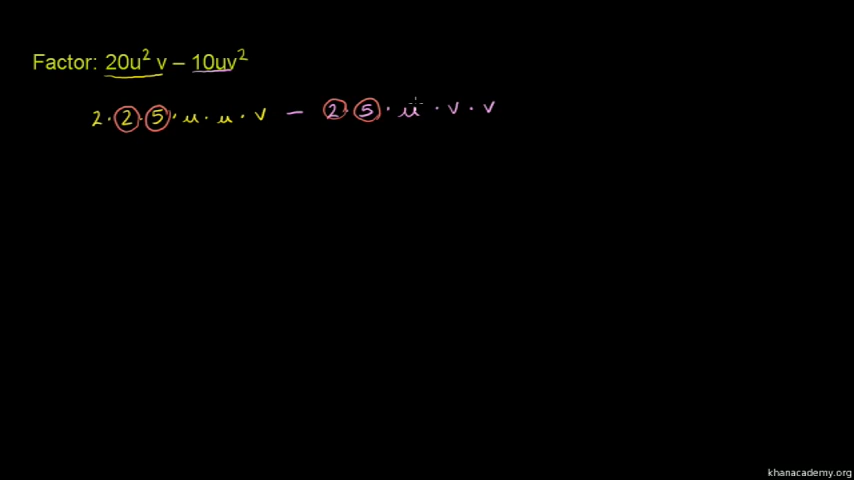 Factor: 20u² v – 10uv²
2 · 2 · 5 · u · u · v – 2 · 5 · u · v · v
khanacademy.org